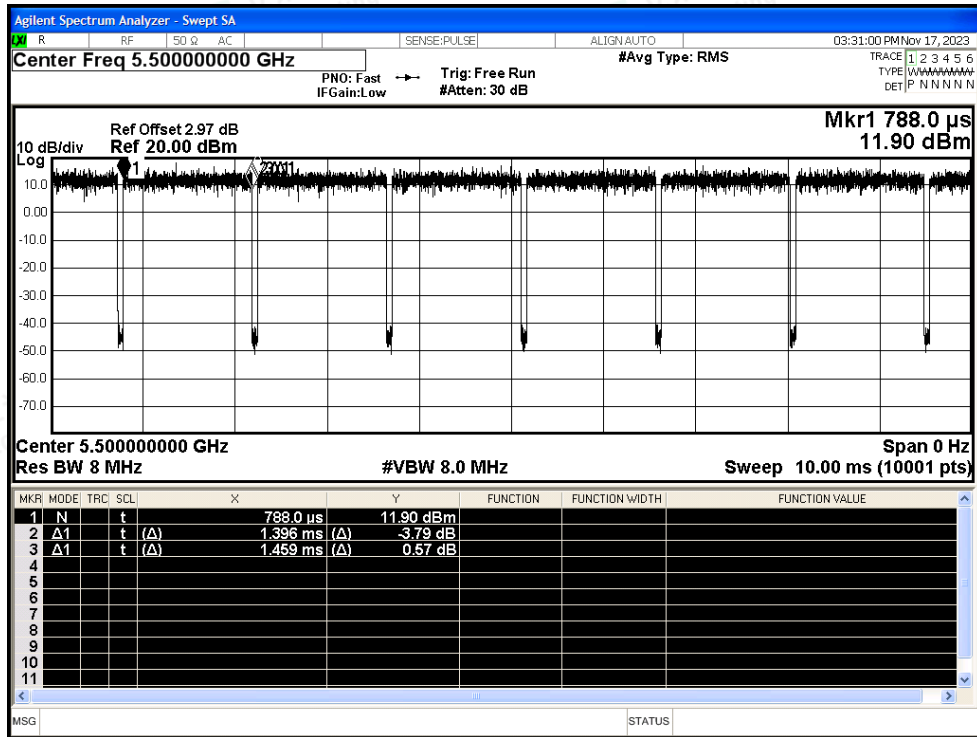 Agilent Spectrum Analyzer - Swept SA
LXI R RF 50 Ω AC SENSE:PULSE ALIGN AUTO 03:31:00 PM Nov 17, 2023
Center Freq 5.500000000 GHz
PNO: Fast
IFGain:Low
Trig: Free Run
#Atten: 30 dB
#Avg Type: RMS
TRACE 1 2 3 4 5 6
TYPE
DET P N N N N N
Mkr1 788.0 µs
11.90 dBm
Ref Offset 2.97 dB
10 dB/div Ref 20.00 dBm
Log
1
10.0
0.00
-10.0
-20.0
-30.0
-40.0
-50.0
-60.0
-70.0
Center 5.500000000 GHz Span 0 Hz
Res BW 8 MHz #VBW 8.0 MHz Sweep 10.00 ms (10001 pts)
MKR MODE TRC SCL X Y FUNCTION FUNCTION WIDTH FUNCTION VALUE
1 N t 788.0 µs 11.90 dBm
2 Δ1 t (Δ) 1.396 ms (Δ) -3.79 dB
3 Δ1 t (Δ) 1.459 ms (Δ) 0.57 dB
4
5
6
7
8
9
10
11
MSG STATUS